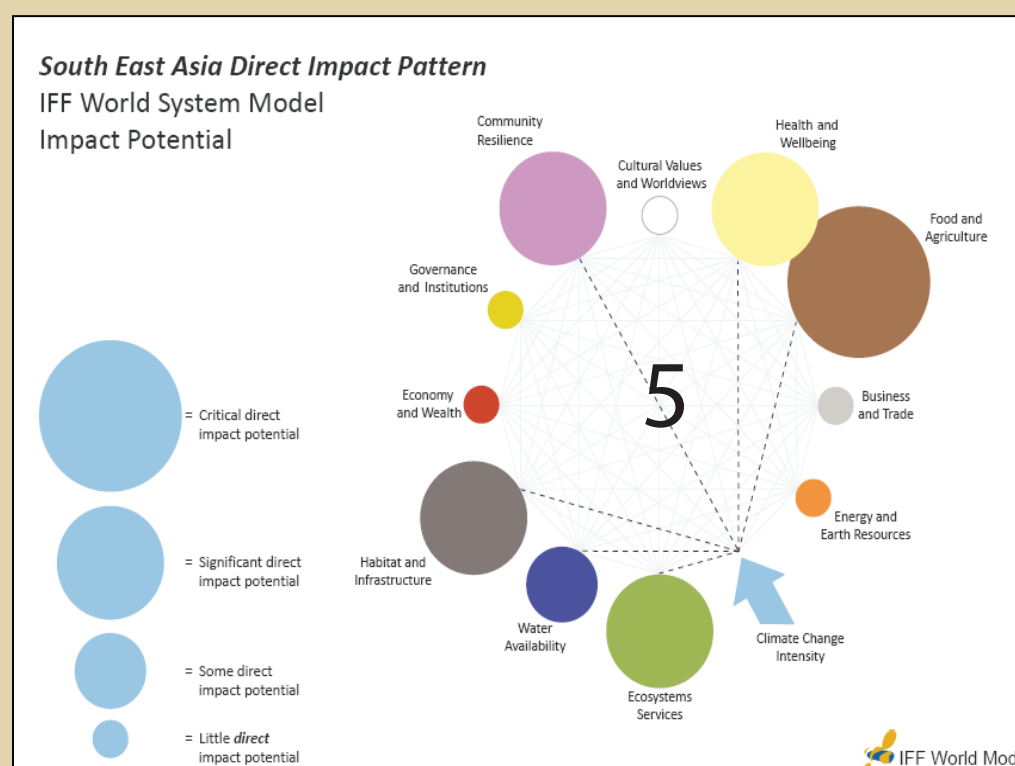 South East Asia Direct Impact Pattern
IFF World System Model
Impact Potential
Community
Resilience
Cultural Values
and Worldviews
Health and
Wellbeing
Food and
Agriculture
Governance
and Institutions
Economy
and Wealth
5
Business
and Trade
Energy and
Earth Resources
Habitat and
Infrastructure
Water
Availability
Ecosystems
Services
Climate Change
Intensity
= Critical direct
impact potential
= Significant direct
impact potential
= Some direct
impact potential
= Little direct
impact potential
IFF World Mod